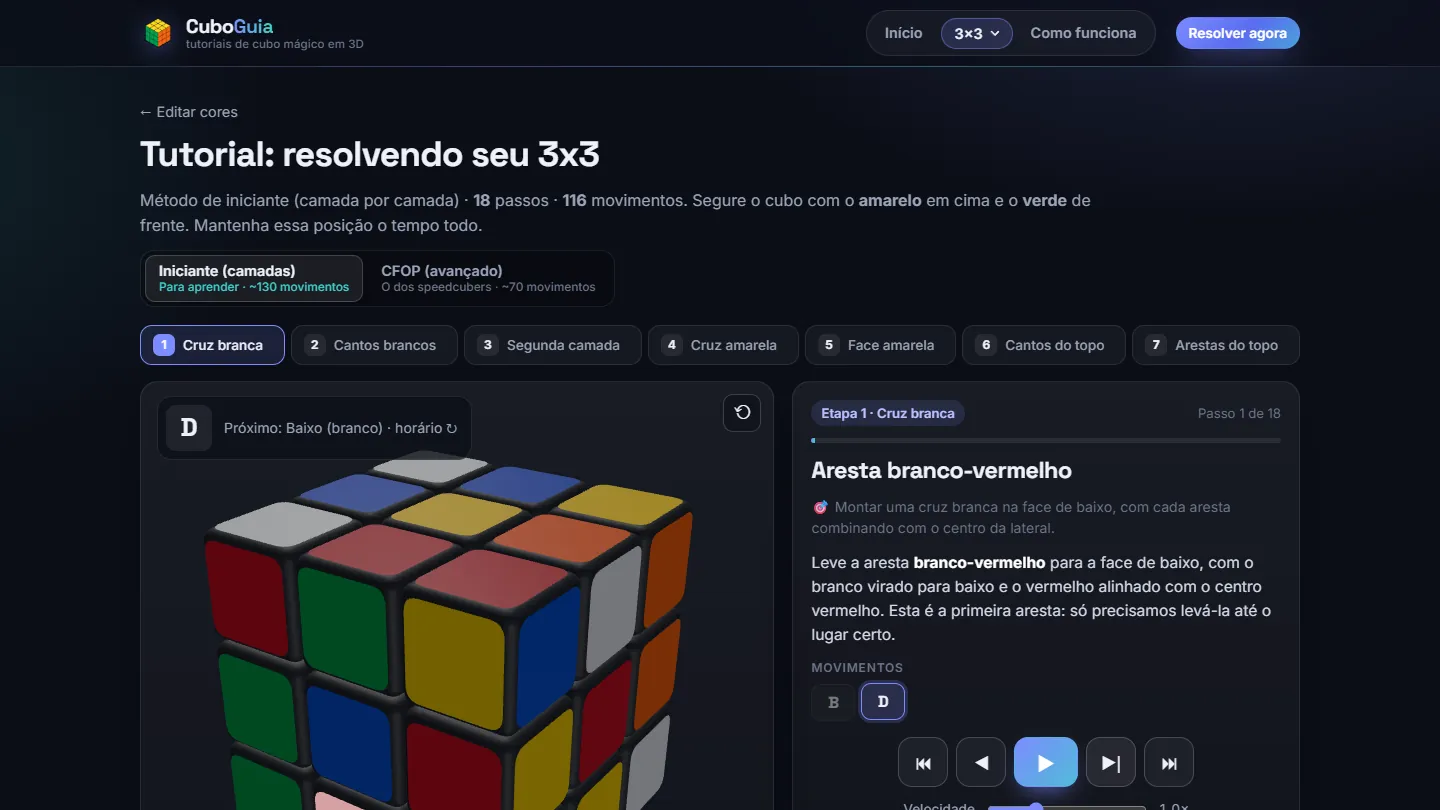 CuboGuia
tutoriais de cubo mágico em 3D
Início
3×3
Como funciona
Resolver agora
← Editar cores
Tutorial: resolvendo seu 3x3
Método de iniciante (camada por camada) · 18 passos · 116 movimentos. Segure o cubo com o amarelo em cima e o verde de
frente. Mantenha essa posição o tempo todo.
Iniciante (camadas)
Para aprender · ~130 movimentos
CFOP (avançado)
O dos speedcubers · ~70 movimentos
1 Cruz branca
2 Cantos brancos
3 Segunda camada
4 Cruz amarela
5 Face amarela
6 Cantos do topo
7 Arestas do topo
D Próximo: Baixo (branco) · horário ↻
Etapa 1 · Cruz branca
Passo 1 de 18
Aresta branco-vermelho
🎯 Montar uma cruz branca na face de baixo, com cada aresta
combinando com o centro da lateral.
Leve a aresta branco-vermelho para a face de baixo, com o
branco virado para baixo e o vermelho alinhado com o centro
vermelho. Esta é a primeira aresta: só precisamos levá-la até o
lugar certo.
MOVIMENTOS
B D
Velocidade 1.0×